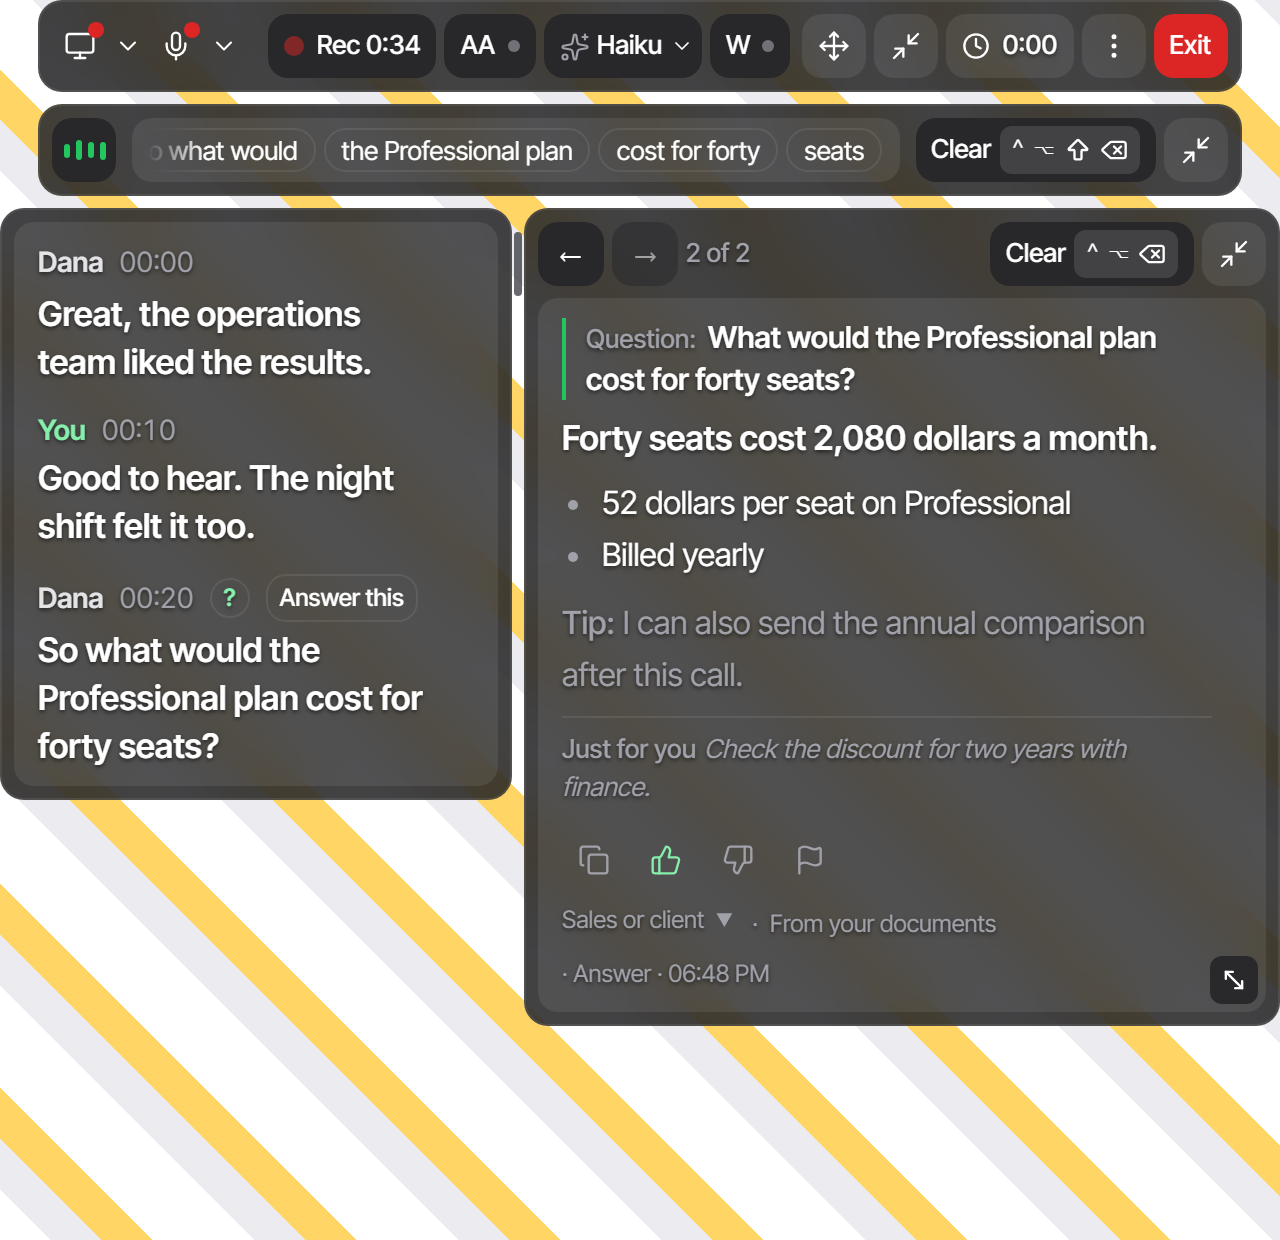 Rec 0:34 AA Haiku W 0:00 Exit
what would the Professional plan cost for forty seats Clear
Dana 00:00
Great, the operations
team liked the results.
You 00:10
Good to hear. The night
shift felt it too.
Dana 00:20 ? Answer this
So what would the
Professional plan cost for
forty seats?
← → 2 of 2 Clear
Question: What would the Professional plan
cost for forty seats?
Forty seats cost 2,080 dollars a month.
• 52 dollars per seat on Professional
• Billed yearly
Tip: I can also send the annual comparison
after this call.
Just for you Check the discount for two years with
finance.
Sales or client ▼ · From your documents
· Answer · 06:48 PM